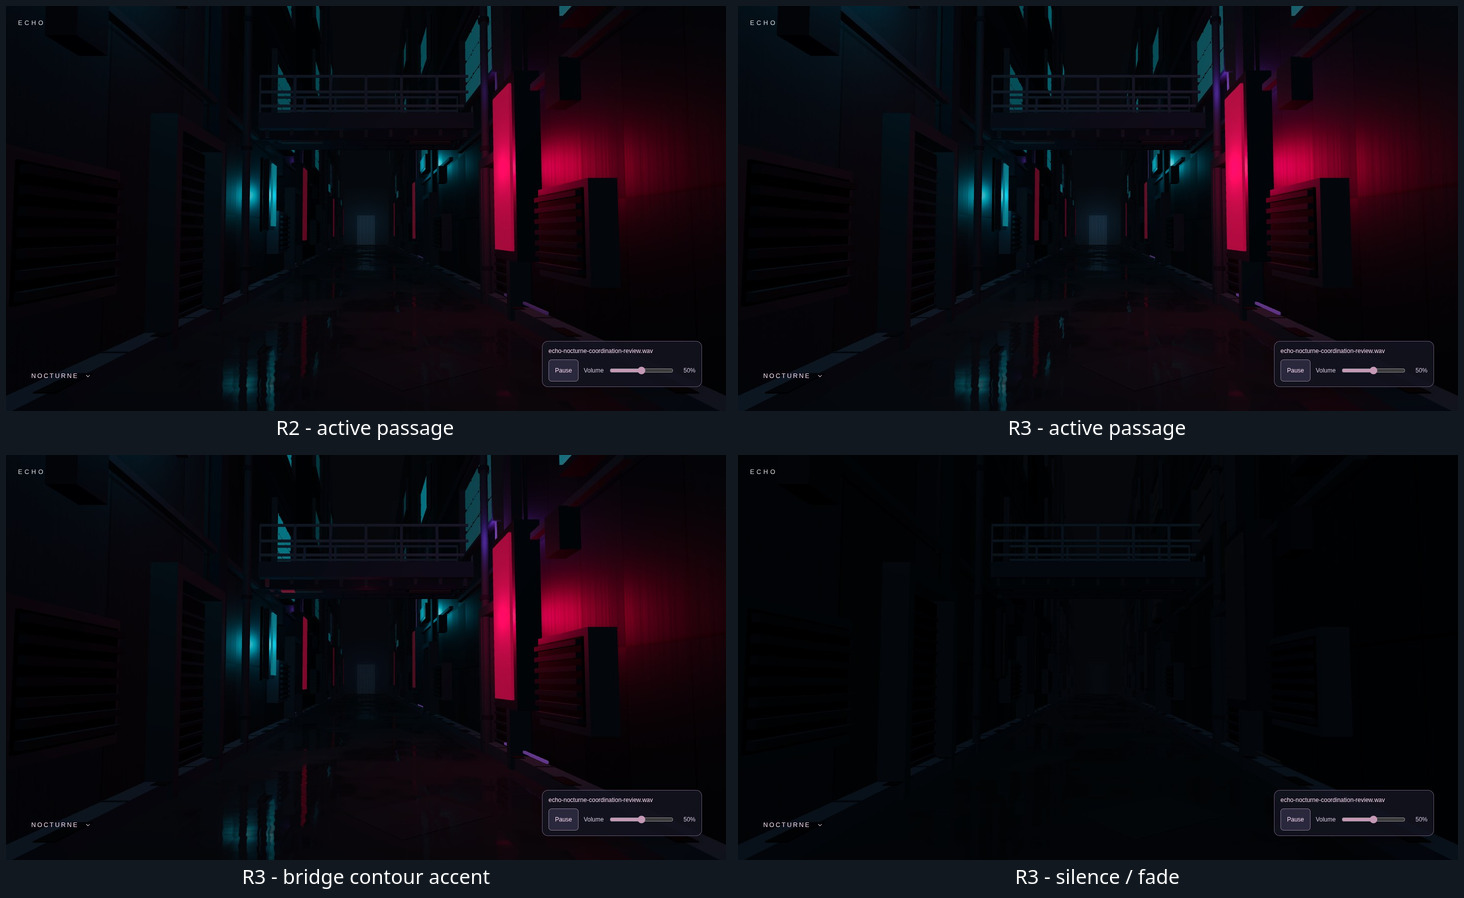 ECHO
NOCTURNE
echo-nocturne-coordination-review.wav
Pause Volume 50%
R2 - active passage
ECHO
NOCTURNE
echo-nocturne-coordination-review.wav
Pause Volume 50%
R3 - active passage
ECHO
NOCTURNE
echo-nocturne-coordination-review.wav
Pause Volume 50%
R3 - bridge contour accent
ECHO
NOCTURNE
echo-nocturne-coordination-review.wav
Pause Volume 50%
R3 - silence / fade